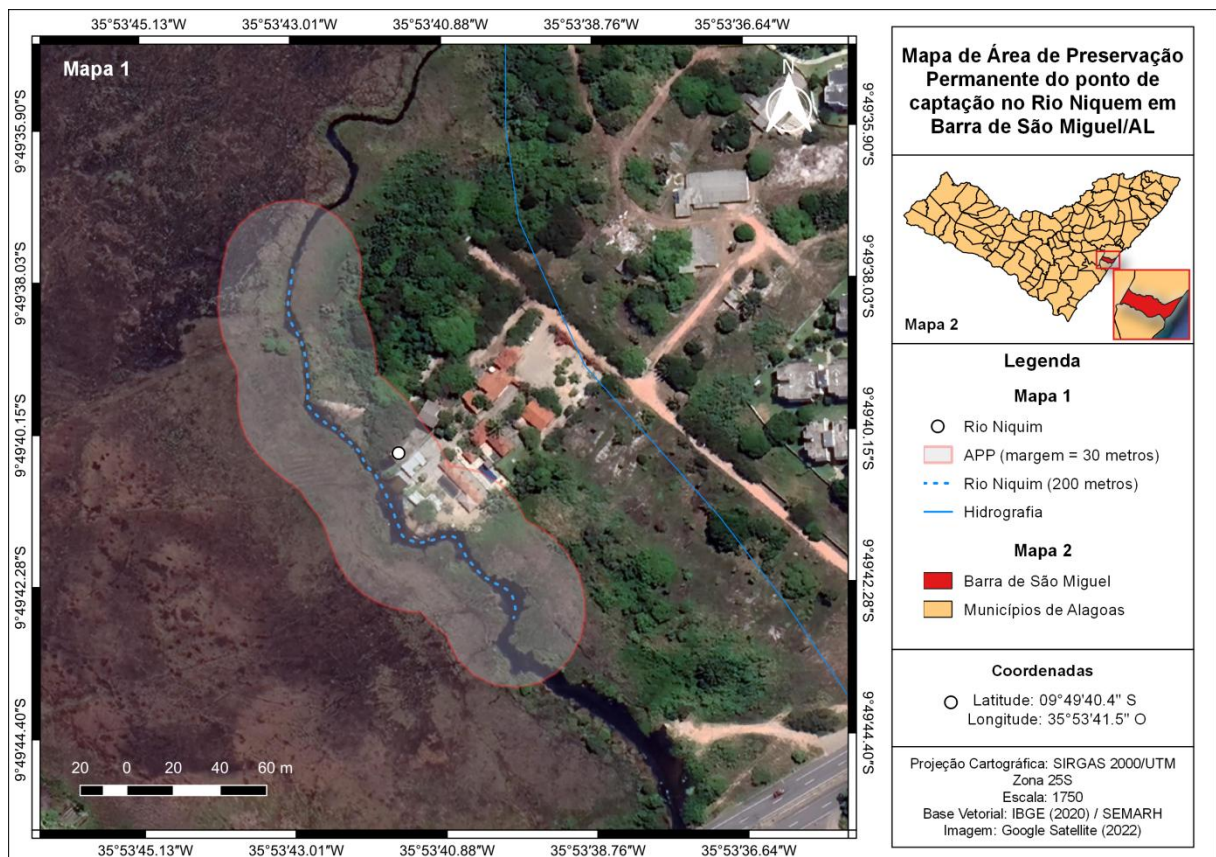 35°53'45.13"W 35°53'43.01"W 35°53'40.88"W 35°53'38.76"W 35°53'36.64"W
Mapa 1
N
9°49'35.90"S
9°49'38.03"S
9°49'40.15"S
9°49'42.28"S
9°49'44.40"S
9°49'35.90"S
9°49'38.03"S
9°49'40.15"S
9°49'42.28"S
9°49'44.40"S
20 0 20 40 60 m
35°53'45.13"W 35°53'43.01"W 35°53'40.88"W 35°53'38.76"W 35°53'36.64"W
Mapa de Área de Preservação
Permanente do ponto de
captação no Rio Niquem em
Barra de São Miguel/AL
Mapa 2
Legenda
Mapa 1
Rio Niquim
APP (margem = 30 metros)
Rio Niquim (200 metros)
Hidrografia
Mapa 2
Barra de São Miguel
Municípios de Alagoas
Coordenadas
Latitude: 09°49'40.4" S
Longitude: 35°53'41.5" O
Projeção Cartográfica: SIRGAS 2000/UTM
Zona 25S
Escala: 1750
Base Vetorial: IBGE (2020) / SEMARH
Imagem: Google Satellite (2022)